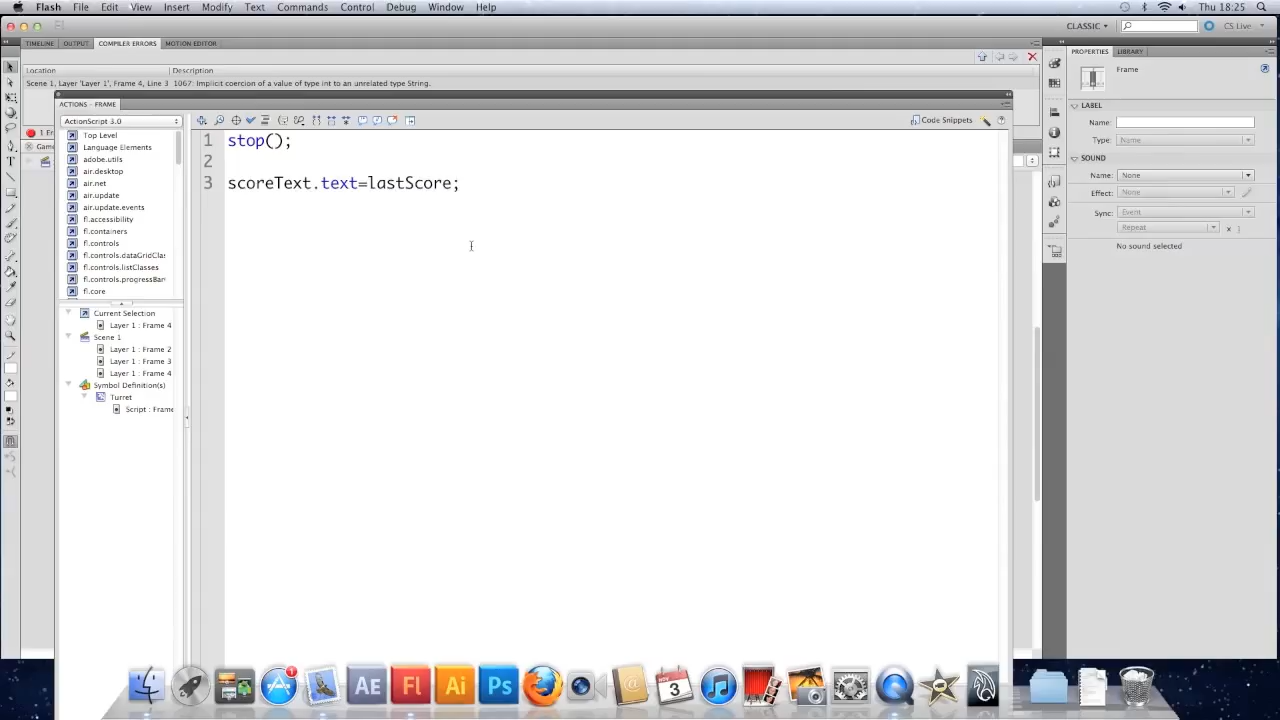 Flash File Edit View Insert Modify Text Commands Control Debug Window Help Thu 18:25
CLASSIC CS Live
TIMELINE OUTPUT COMPILER ERRORS MOTION EDITOR
PROPERTIES LIBRARY
Location Description
Frame
Scene 1, Layer 'Layer 1', Frame 4, Line 3 1067: Implicit coercion of a value of type int to an unrelated type String.
ACTIONS - FRAME
LABEL
ActionScript 3.0
Code Snippets
Name:
Top Level
1 stop();
Type: Name
Language Elements
adobe.utils
2
SOUND
air.desktop
air.net
3 scoreText.text=lastScore;
Name: None
air.update
Effect: None
air.update.events
Sync: Event
fl.accessibility
Repeat
fl.containers
fl.controls
No sound selected
fl.controls.dataGridClas
fl.controls.listClasses
fl.controls.progressBar
fl.core
Current Selection
Layer 1 : Frame 4
Scene 1
Layer 1 : Frame 2
Layer 1 : Frame 3
Layer 1 : Frame 4
Symbol Definition(s)
Turret
Script : Frame
1
AE Fl Ai Ps 3